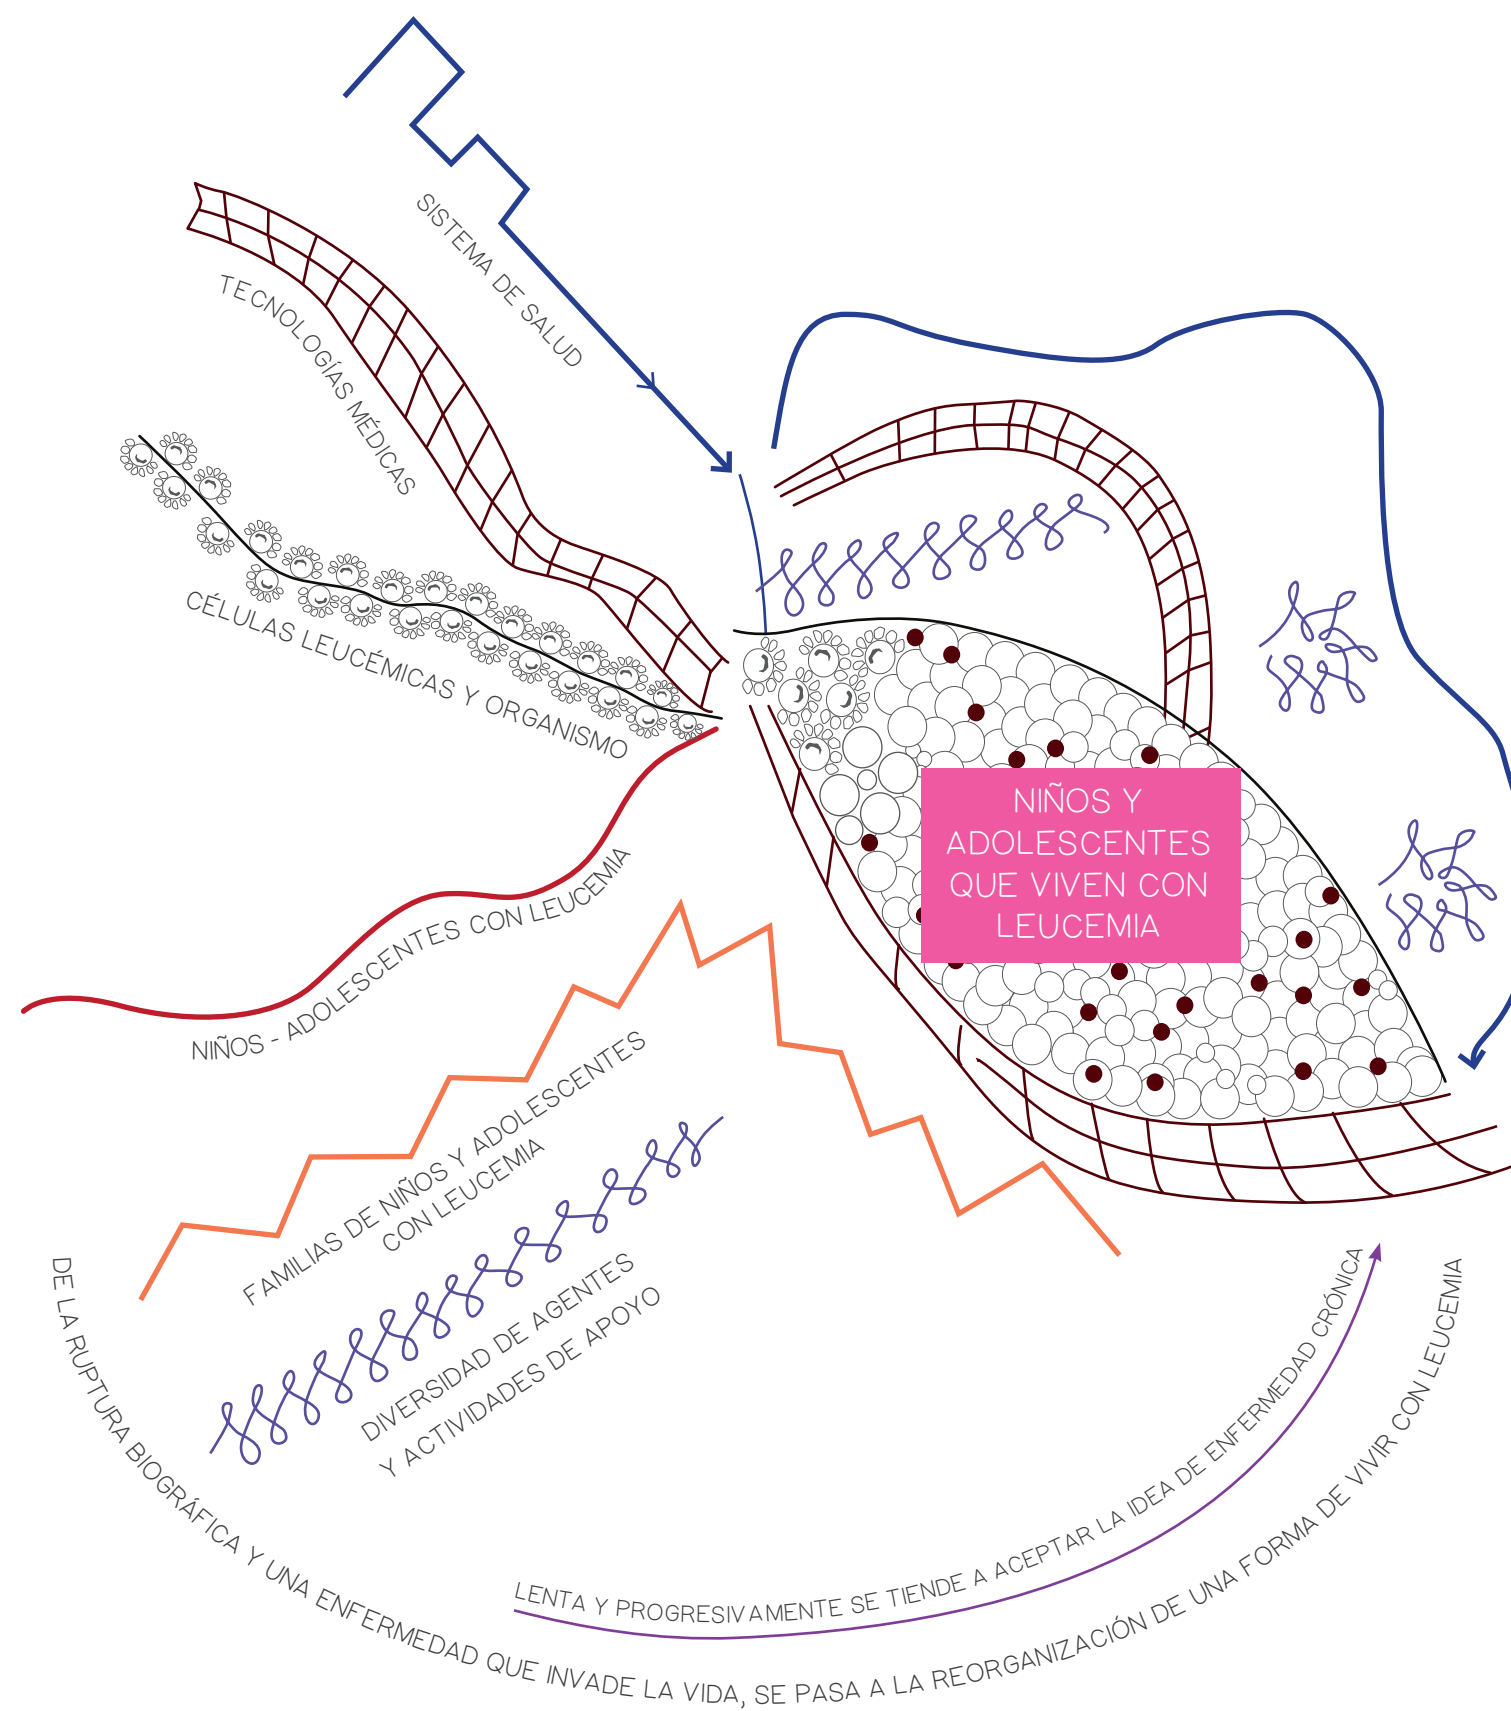 SISTEMA DE SALUD
TECNOLOGÍAS MÉDICAS
CÉLULAS LEUCÉMICAS Y ORGANISMO
NIÑOS Y
ADOLESCENTES
QUE VIVEN CON
LEUCEMIA
NIÑOS - ADOLESCENTES CON LEUCEMIA
FAMILIAS DE NIÑOS Y ADOLESCENTES
CON LEUCEMIA
DIVERSIDAD DE AGENTES
Y ACTIVIDADES DE APOYO
LENTA Y PROGRESIVAMENTE SE TIENDE A ACEPTAR LA IDEA DE ENFERMEDAD CRÓNICA
DE LA RUPTURA BIOGRÁFICA Y UNA ENFERMEDAD QUE INVADE LA VIDA, SE PASA A LA REORGANIZACIÓN DE UNA FORMA DE VIVIR CON LEUCEMIA